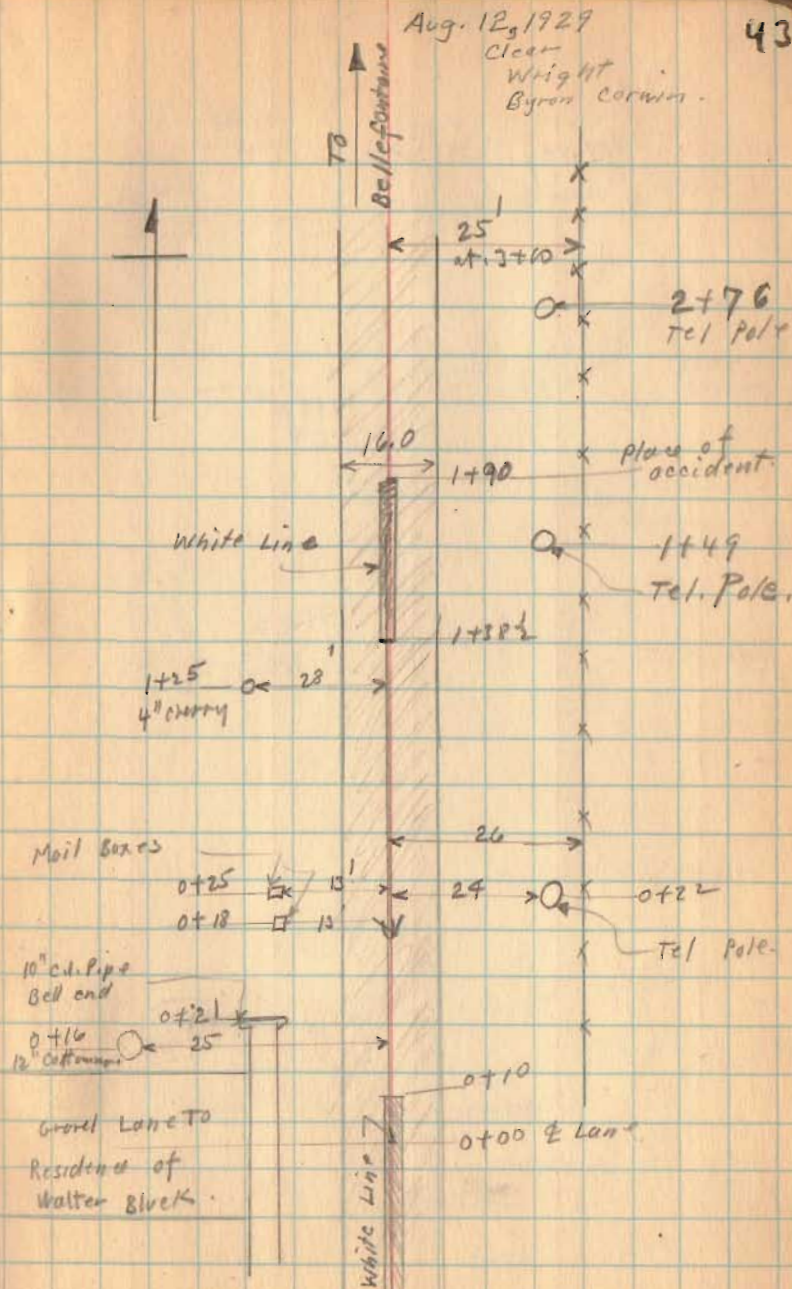 Aug. 12, 1929
43
Clear
Wright
Byron Corwin.
To
Bellefontaine
25'
at 3+60
2+76
Tel Pole
16.0
1+90
Place of
accident.
White Line
1+49
Tel. Pole.
1+38½
1+25
28'
4" cherry
26
Mail Boxes
0+25
13'
24
0+22
0+18
13'
Tel Pole.
10" c.I. Pipe
Bell end
0+21
0+16
25
12" Cottonwood
0+10
Gravel Lane To
0+00 ℄ Lane
Residence of
Walter Bluek.
White Line